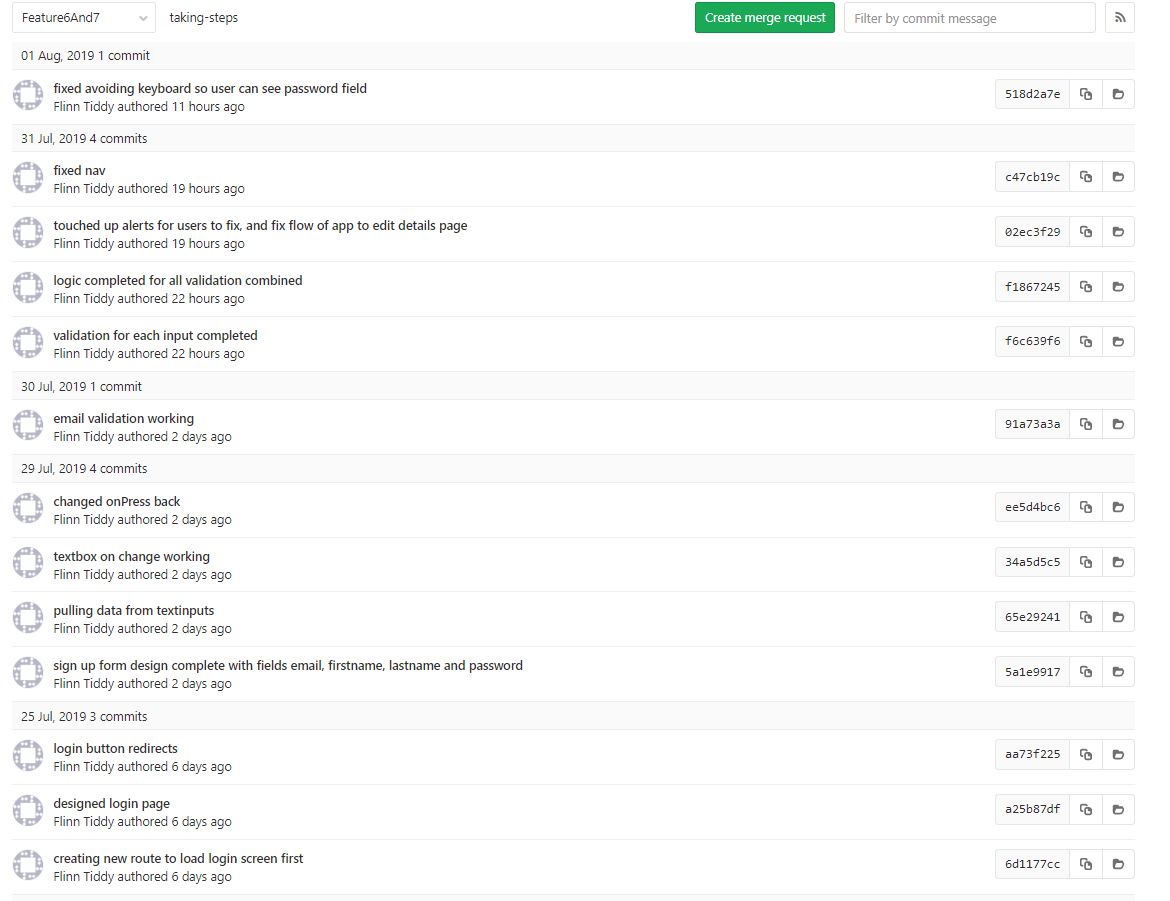 Feature6And7 taking-steps Create merge request Filter by commit message
01 Aug, 2019 1 commit
fixed avoiding keyboard so user can see password field
518d2a7e
Flinn Tiddy authored 11 hours ago
31 Jul, 2019 4 commits
fixed nav
c47cb19c
Flinn Tiddy authored 19 hours ago
touched up alerts for users to fix, and fix flow of app to edit details page
02ec3f29
Flinn Tiddy authored 19 hours ago
logic completed for all validation combined
f1867245
Flinn Tiddy authored 22 hours ago
validation for each input completed
f6c639f6
Flinn Tiddy authored 22 hours ago
30 Jul, 2019 1 commit
email validation working
91a73a3a
Flinn Tiddy authored 2 days ago
29 Jul, 2019 4 commits
changed onPress back
ee5d4bc6
Flinn Tiddy authored 2 days ago
textbox on change working
34a5d5c5
Flinn Tiddy authored 2 days ago
pulling data from textinputs
65e29241
Flinn Tiddy authored 2 days ago
sign up form design complete with fields email, firstname, lastname and password
5a1e9917
Flinn Tiddy authored 2 days ago
25 Jul, 2019 3 commits
login button redirects
aa73f225
Flinn Tiddy authored 6 days ago
designed login page
a25b87df
Flinn Tiddy authored 6 days ago
creating new route to load login screen first
6d1177cc
Flinn Tiddy authored 6 days ago